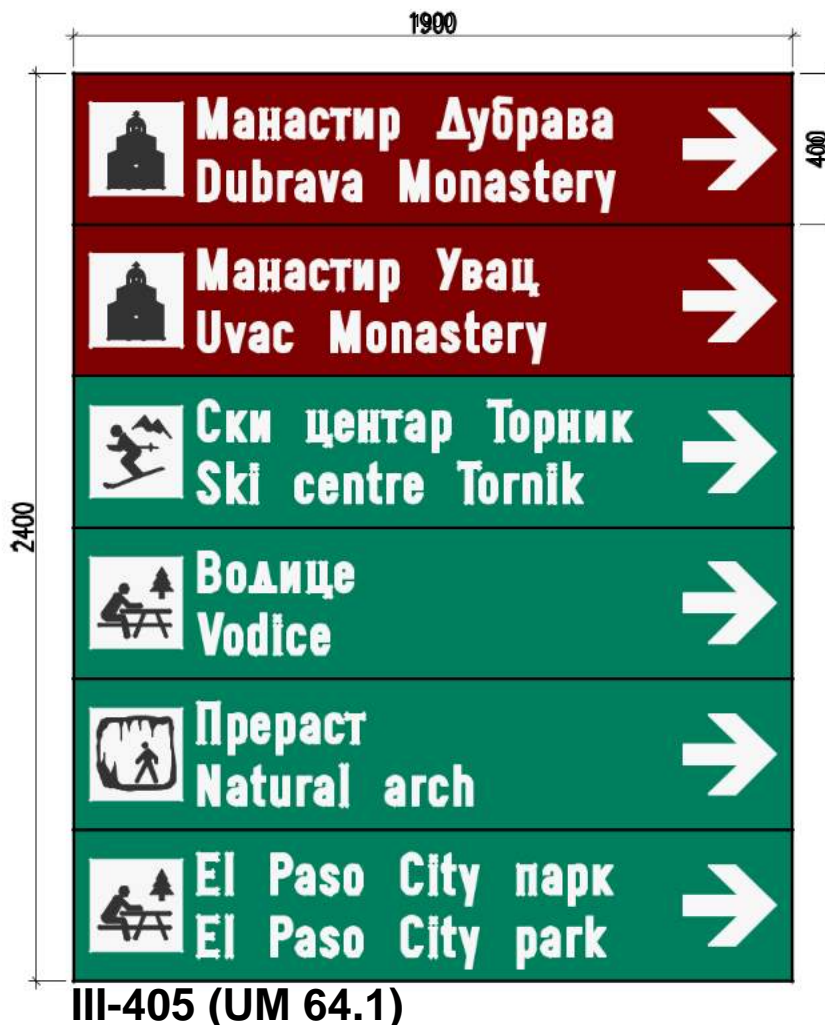 1900
400
Манастир Дубрава
Dubrava Monastery
Манастир Увац
Uvac Monastery
Ски центар Торник
Ski centre Tornik
2400
Водице
Vodice
Прераст
Natural arch
El Paso City парк
El Paso City park
III-405 (UM 64.1)